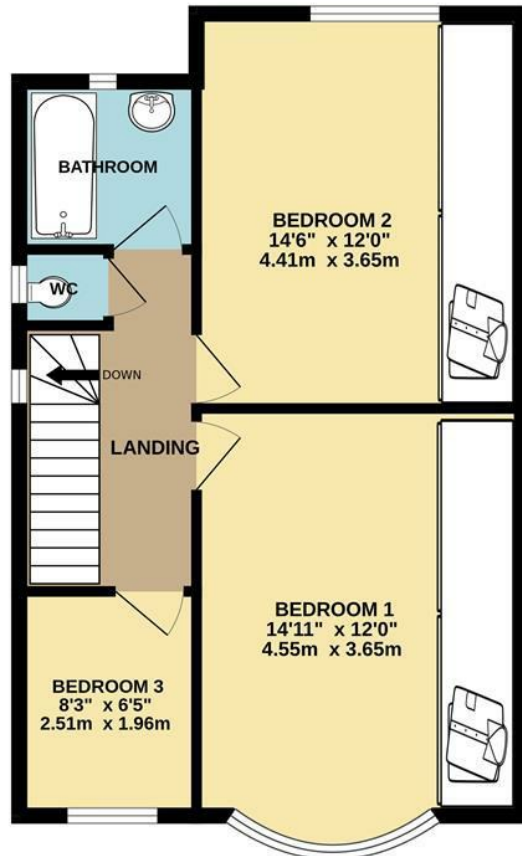 BATHROOM
BEDROOM 2
14'6" x 12'0"
4.41m x 3.65m
WC
DOWN
LANDING
BEDROOM 1
14'11" x 12'0"
4.55m x 3.65m
BEDROOM 3
8'3" x 6'5"
2.51m x 1.96m